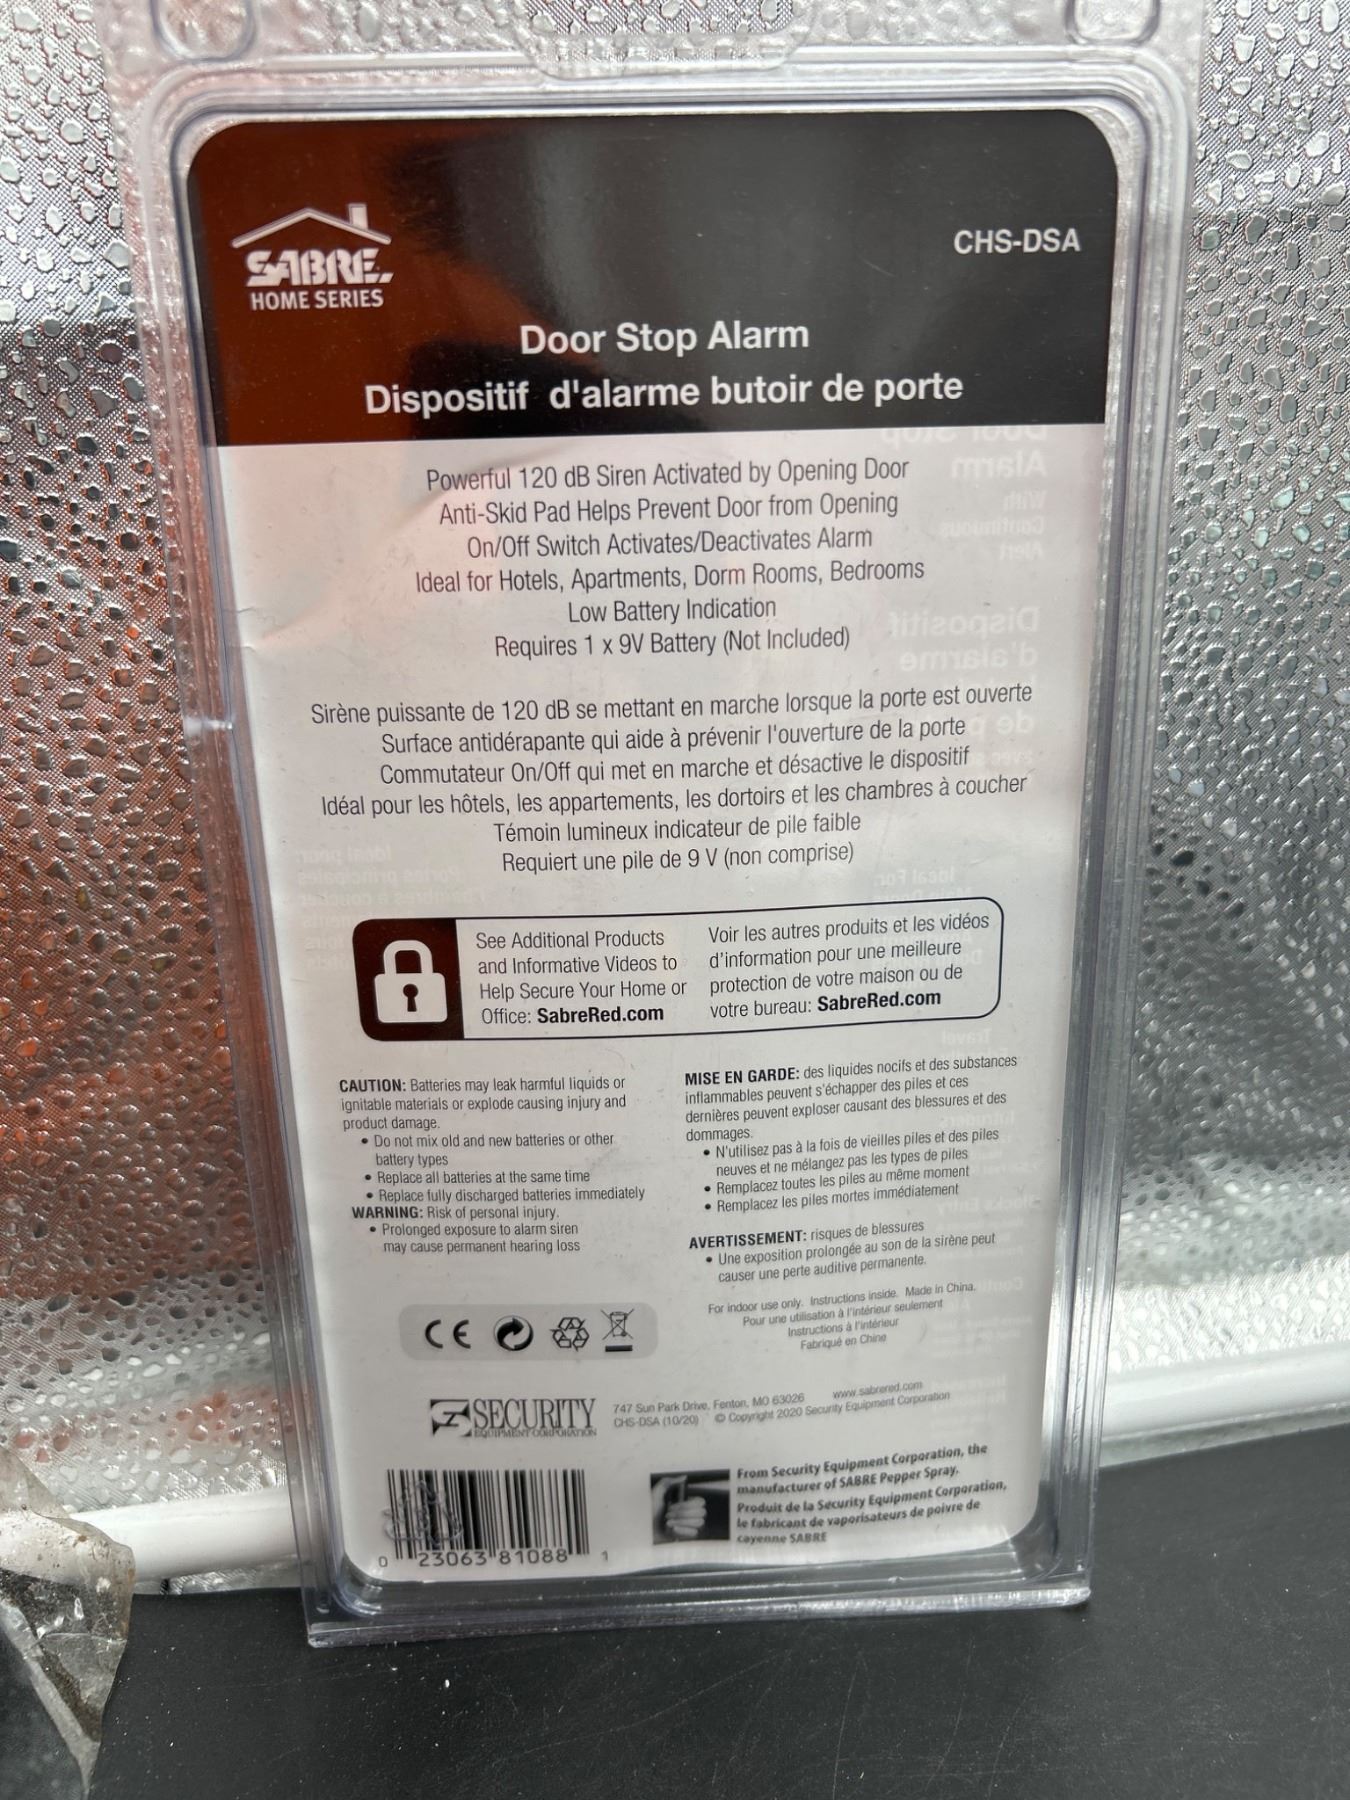 SABRE
HOME SERIES
CHS-DSA
Door Stop Alarm
Dispositif d'alarme butoir de porte
Powerful 120 dB Siren Activated by Opening Door
Anti-Skid Pad Helps Prevent Door from Opening
On/Off Switch Activates/Deactivates Alarm
Ideal for Hotels, Apartments, Dorm Rooms, Bedrooms
Low Battery Indication
Requires 1 x 9V Battery (Not Included)
Sirène puissante de 120 dB se mettant en marche lorsque la porte est ouverte
Surface antidérapante qui aide à prévenir l'ouverture de la porte
Commutateur On/Off qui met en marche et désactive le dispositif
Idéal pour les hôtels, les appartements, les dortoirs et les chambres à coucher
Témoin lumineux indicateur de pile faible
Requiert une pile de 9 V (non comprise)
See Additional Products
and Informative Videos to
Help Secure Your Home or
Office: SabreRed.com
Voir les autres produits et les vidéos
d'information pour une meilleure
protection de votre maison ou de
votre bureau: SabreRed.com
CAUTION: Batteries may leak harmful liquids or
ignitable materials or explode causing injury and
product damage.
• Do not mix old and new batteries or other
battery types
• Replace all batteries at the same time
• Replace fully discharged batteries immediately
WARNING: Risk of personal injury.
• Prolonged exposure to alarm siren
may cause permanent hearing loss
MISE EN GARDE: des liquides nocifs et des substances
inflammables peuvent s'échapper des piles et ces
dernières peuvent exploser causant des blessures et des
dommages.
• N'utilisez pas à la fois de vieilles piles et des piles
neuves et ne mélangez pas les types de piles
• Remplacez toutes les piles au même moment
• Remplacez les piles mortes immédiatement
AVERTISSEMENT: risques de blessures
• Une exposition prolongée au son de la sirène peut
causer une perte auditive permanente.
For indoor use only. Instructions inside. Made in China.
Pour une utilisation à l'intérieur seulement
Instructions à l'intérieur
Fabriqué en Chine
CE
SECURITY
EQUIPMENT CORPORATION
747 Sun Park Drive, Fenton, MO 63026 www.sabrered.com
CHS-DSA (10/20) © Copyright 2020 Security Equipment Corporation
From Security Equipment Corporation, the
manufacturer of SABRE Pepper Spray.
Produit de la Security Equipment Corporation,
le fabricant de vaporisateurs de poivre de
cayenne SABRE
0 23063 81088 1